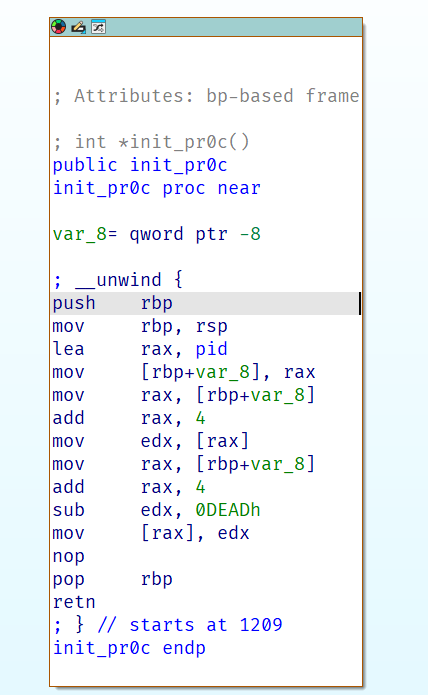 ; Attributes: bp-based frame
; int *init_pr0c()
public init_pr0c
init_pr0c proc near
var_8= qword ptr -8
; __unwind {
push rbp
mov rbp, rsp
lea rax, pid
mov [rbp+var_8], rax
mov rax, [rbp+var_8]
add rax, 4
mov edx, [rax]
mov rax, [rbp+var_8]
add rax, 4
sub edx, 0DEADh
mov [rax], edx
nop
pop rbp
retn
; } // starts at 1209
init_pr0c endp